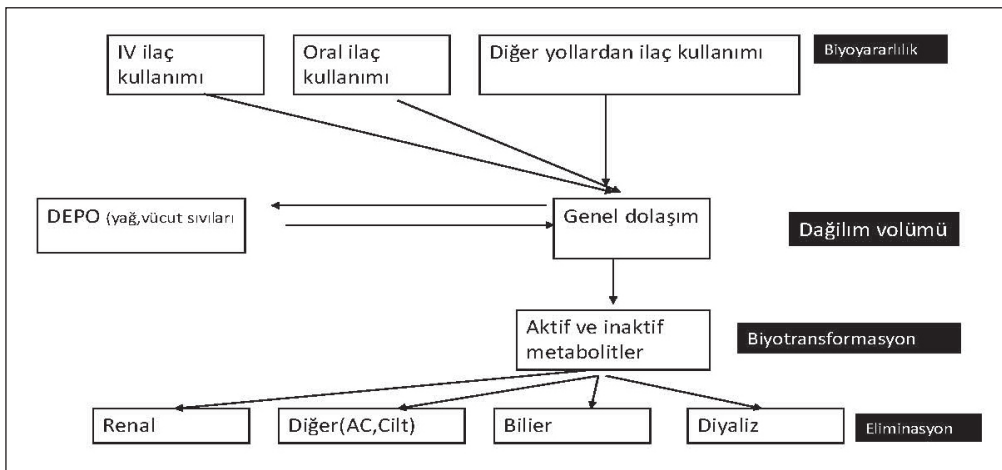 IV ilaç
kullanımı
Oral ilaç
kullanımı
Diğer yollardan ilaç kullanımı
Biyoyararlılık
DEPO (yağ,vücut sıvıları
Genel dolaşım
Dağilım volümü
Aktif ve inaktif
metabolitler
Biyotransformasyon
Renal
Diğer(AC,Cilt)
Bilier
Diyaliz
Eliminasyon